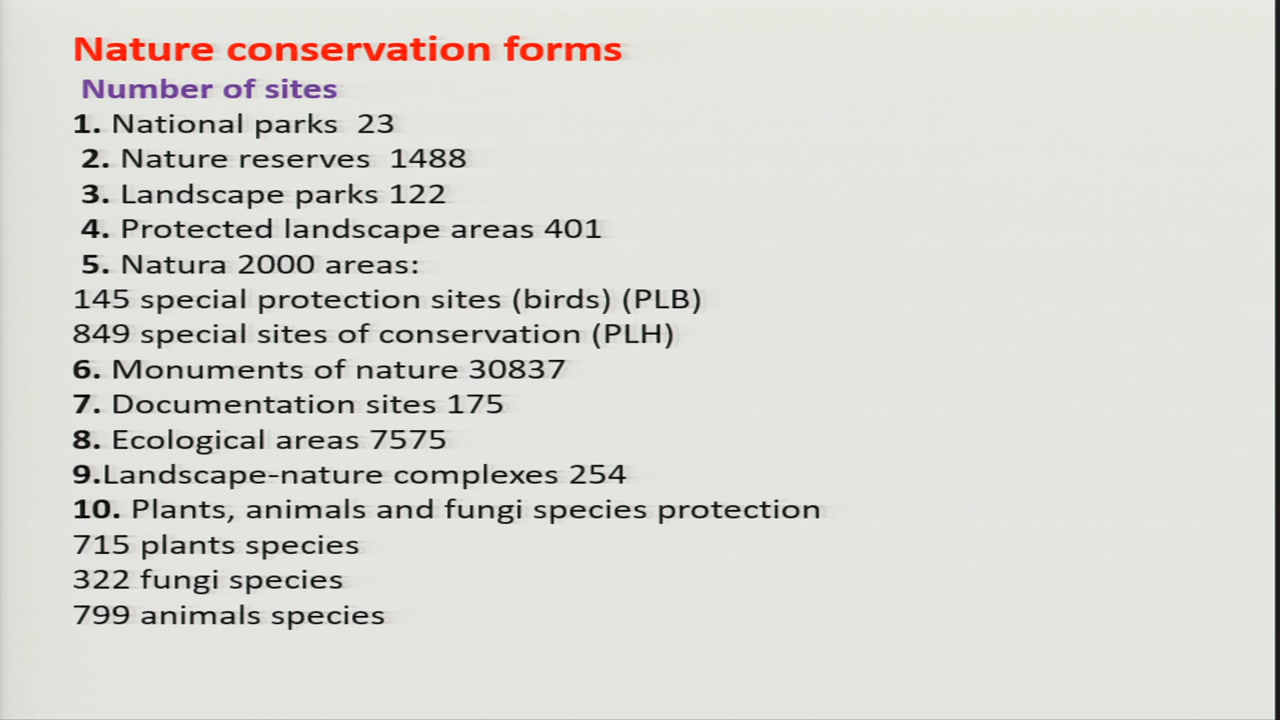 Nature conservation forms
Number of sites
1. National parks 23
2. Nature reserves 1488
3. Landscape parks 122
4. Protected landscape areas 401
5. Natura 2000 areas:
145 special protection sites (birds) (PLB)
849 special sites of conservation (PLH)
6. Monuments of nature 30837
7. Documentation sites 175
8. Ecological areas 7575
9.Landscape-nature complexes 254
10. Plants, animals and fungi species protection
715 plants species
322 fungi species
799 animals species